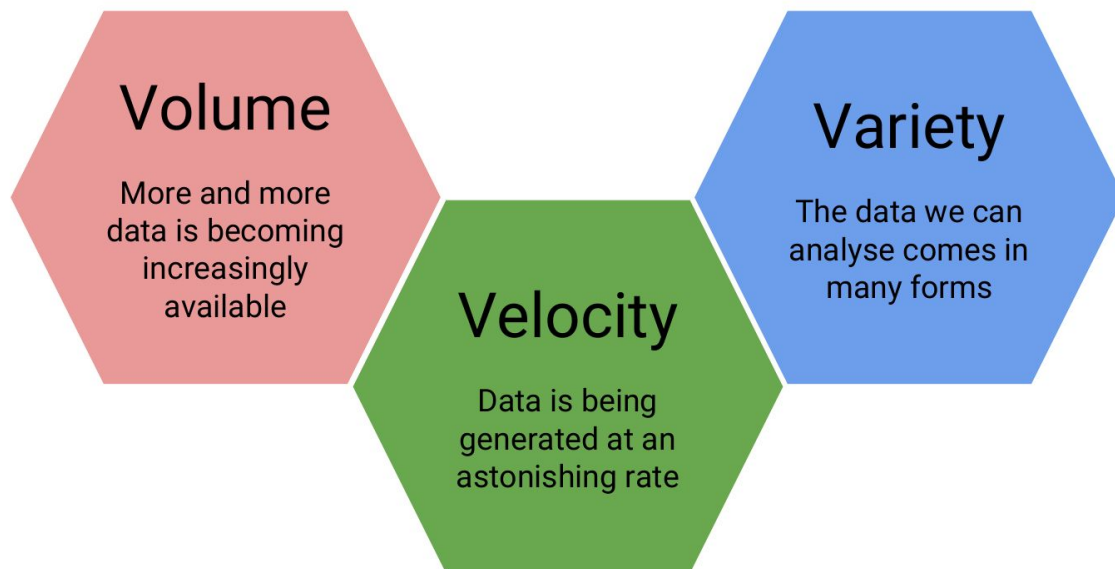 Volume
More and more
data is becoming
increasingly
available
Velocity
Data is being
generated at an
astonishing rate
Variety
The data we can
analyse comes in
many forms